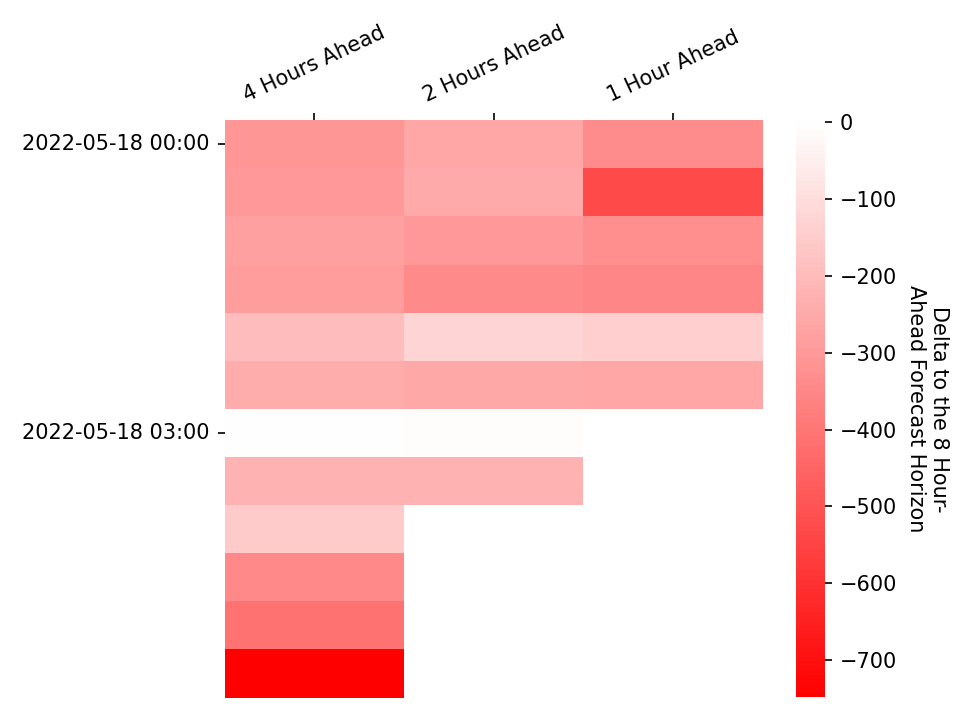 4 Hours Ahead
2 Hours Ahead
1 Hour Ahead
2022-05-18 00:00
2022-05-18 03:00
0
−100
−200
−300
−400
−500
−600
−700
Delta to the 8 Hour-
Ahead Forecast Horizon